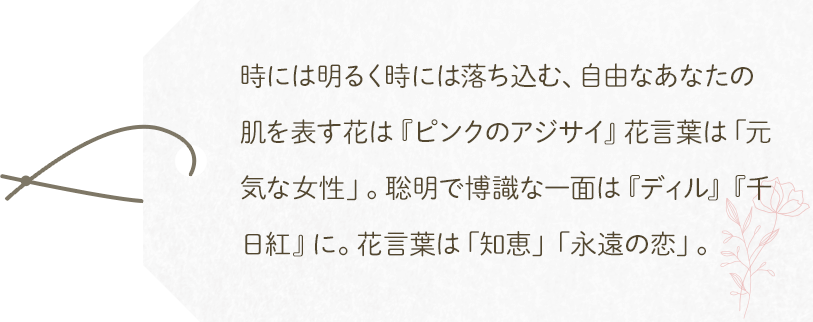 時には明るく時には落ち込む、自由なあなたの
肌を表す花は『ピンクのアジサイ』花言葉は「元
気な女性」。聡明で博識な一面は『ディル』『千
日紅』に。花言葉は「知恵」「永遠の恋」。